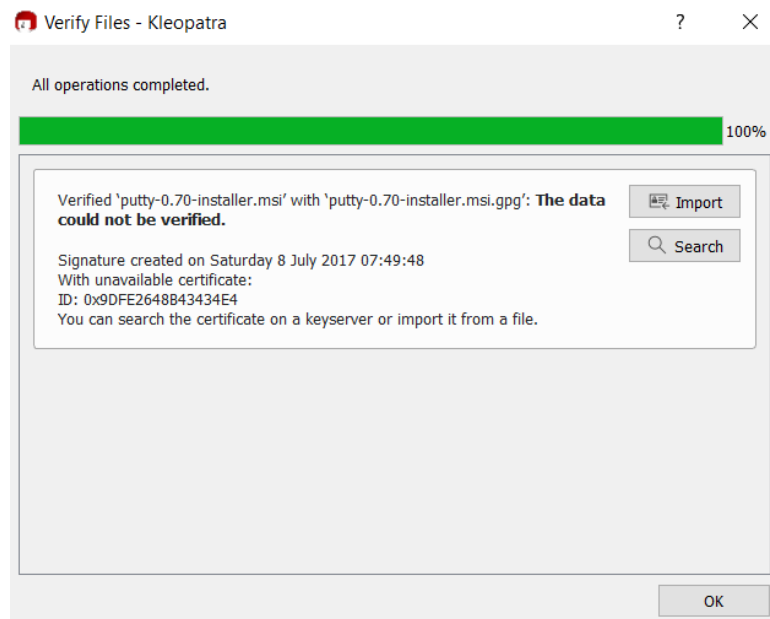 Verify Files - Kleopatra
?
All operations completed.
100%
Verified ‘putty-0.70-installer.msi’ with ‘putty-0.70-installer.msi.gpg’: The data
could not be verified.
Import
Search
Signature created on Saturday 8 July 2017 07:49:48
With unavailable certificate:
ID: 0x9DFE2648B43434E4
You can search the certificate on a keyserver or import it from a file.
OK